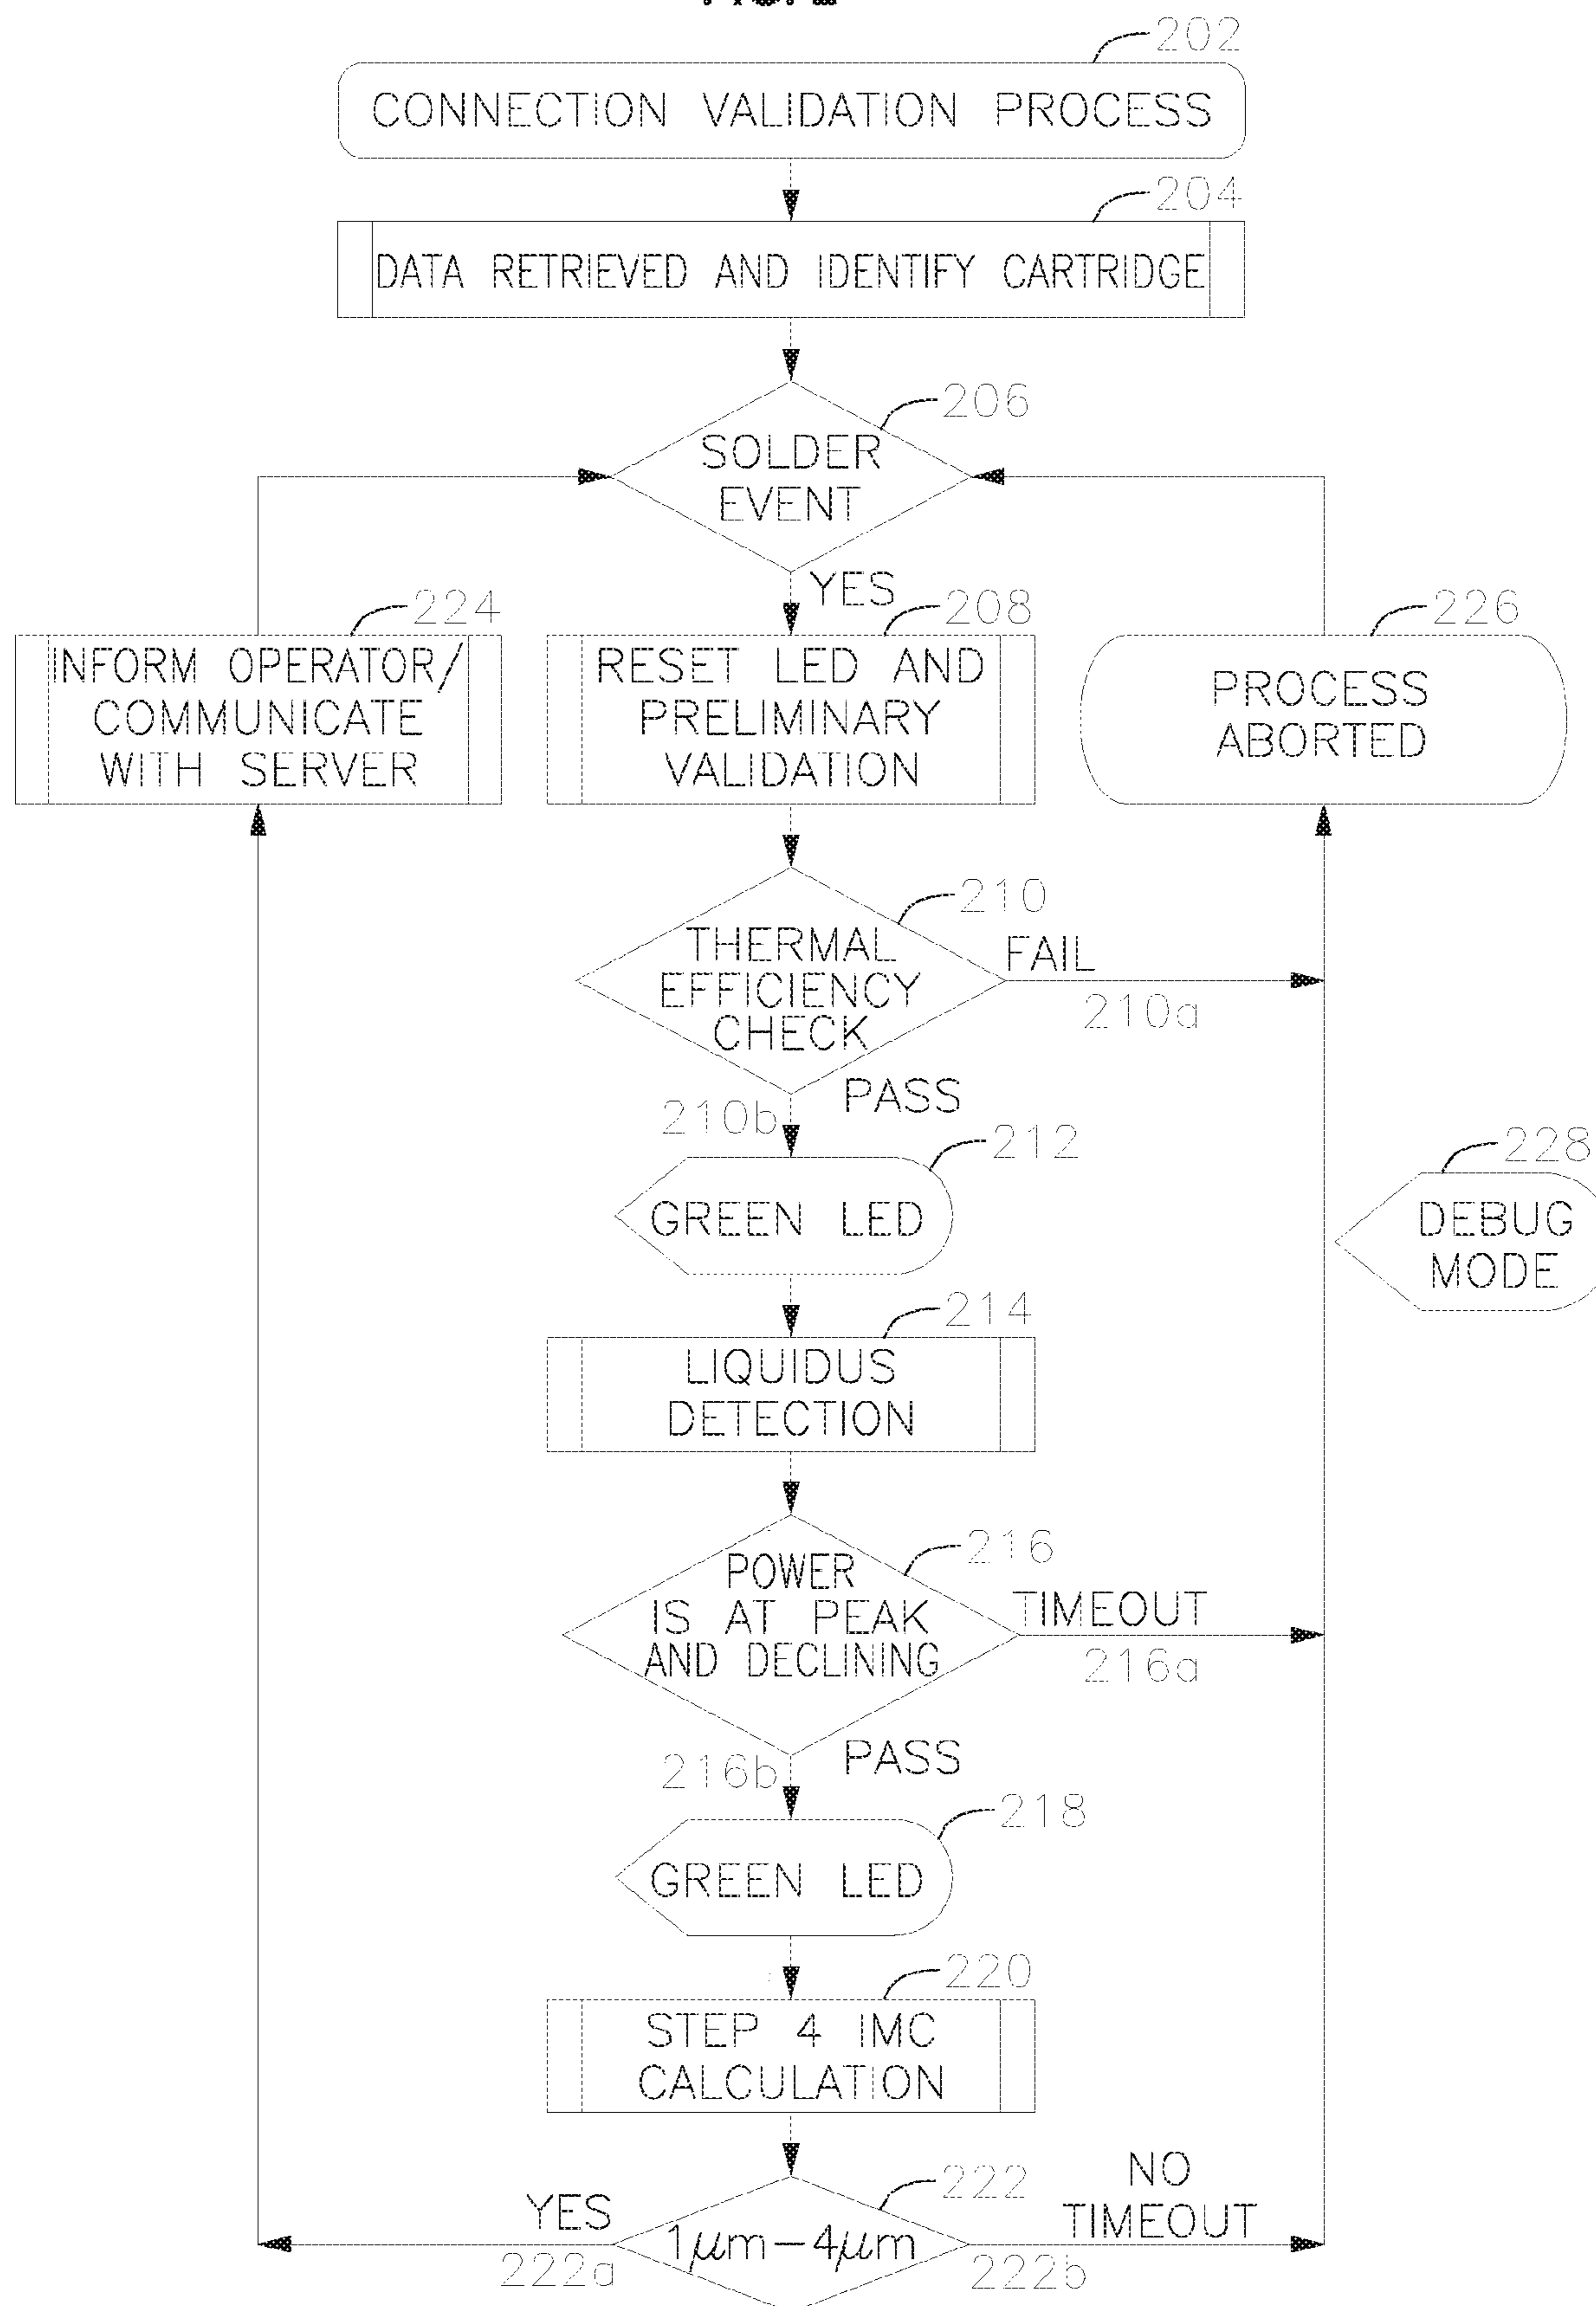 202
CONNECTION VALIDATION PROCESS
204
DATA RETRIEVED AND IDENTIFY CARTRIDGE
206
SOLDER
EVENT
YES
224
INFORM OPERATOR/
COMMUNICATE
WITH SERVER
208
RESET LED AND
PRELIMINARY
VALIDATION
226
PROCESS
ABORTED
210
THERMAL
EFFICIENCY
CHECK
FAIL
210a
PASS
210b
212
GREEN LED
228
DEBUG
MODE
214
LIQUIDUS
DETECTION
216
POWER
IS AT PEAK
AND DECLINING
TIMEOUT
216a
PASS
216b
218
GREEN LED
220
STEP 4 IMC
CALCULATION
222
1μm–4μm
YES
222a
NO
TIMEOUT
222b